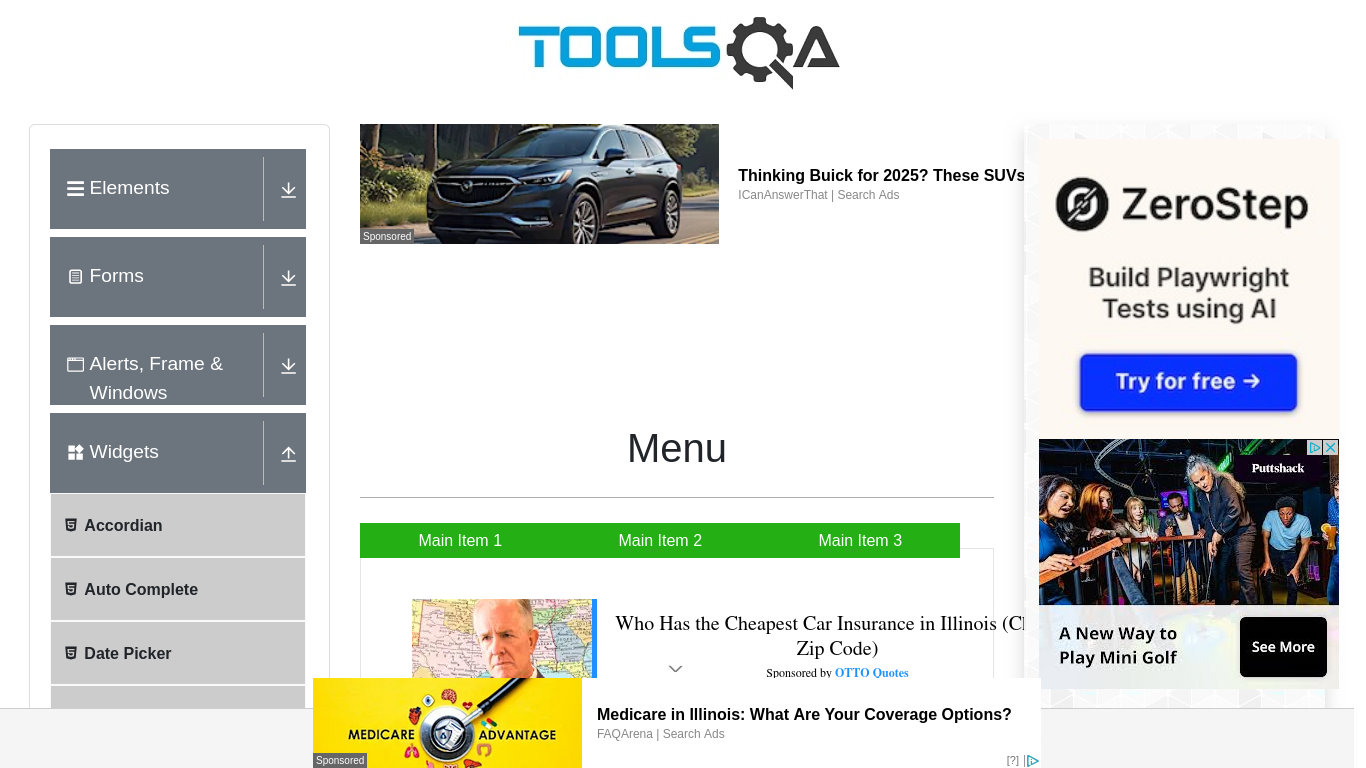 TOOLSQA
Elements
Forms
Alerts, Frame &
Windows
Widgets
Accordian
Auto Complete
Date Picker
Sponsored
Thinking Buick for 2025? These SUVs
ICanAnswerThat | Search Ads
Menu
Main Item 1
Main Item 2
Main Item 3
Who Has the Cheapest Car Insurance in Illinois (Cl
Zip Code)
Sponsored by OTTO Quotes
MEDICARE ADVANTAGE
Sponsored
Medicare in Illinois: What Are Your Coverage Options?
FAQArena | Search Ads
[?] |
ZeroStep
Build Playwright
Tests using AI
Try for free →
Puttshack
A New Way to
Play Mini Golf
See More